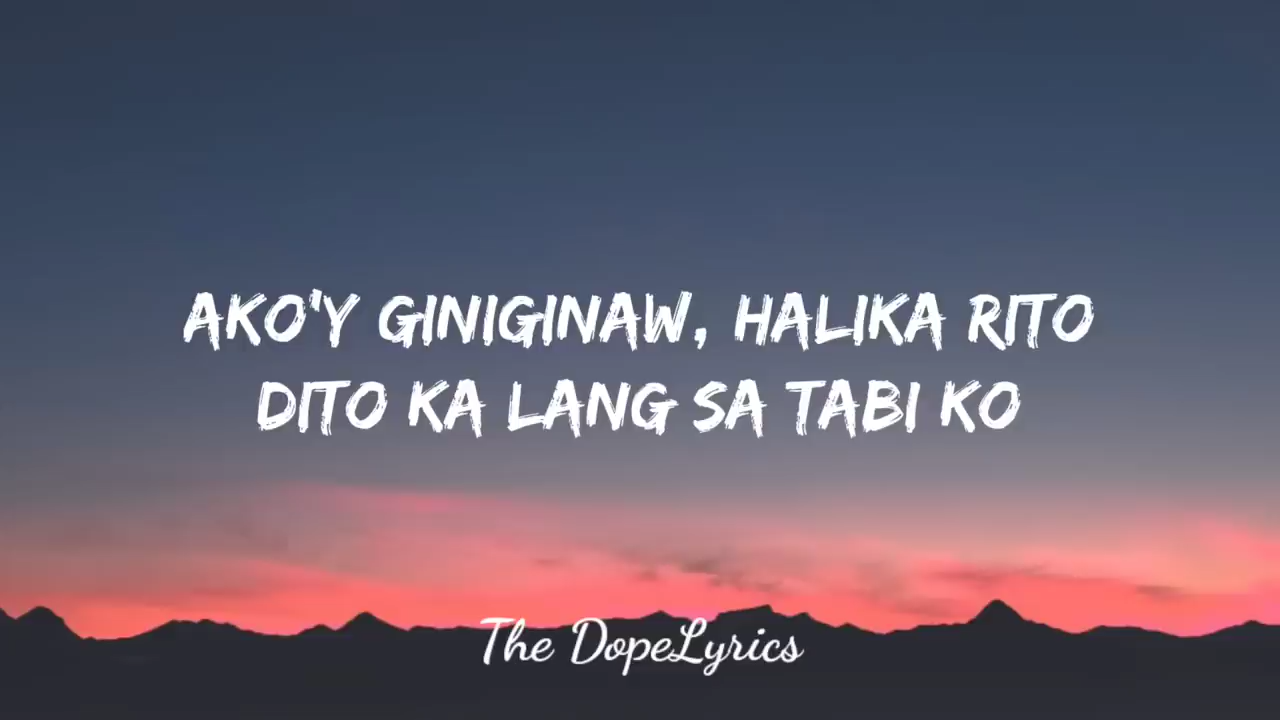 AKO'Y GINIGINAW, HALIKA RITO
DITO KA LANG SA TABI KO
The DopeLyrics